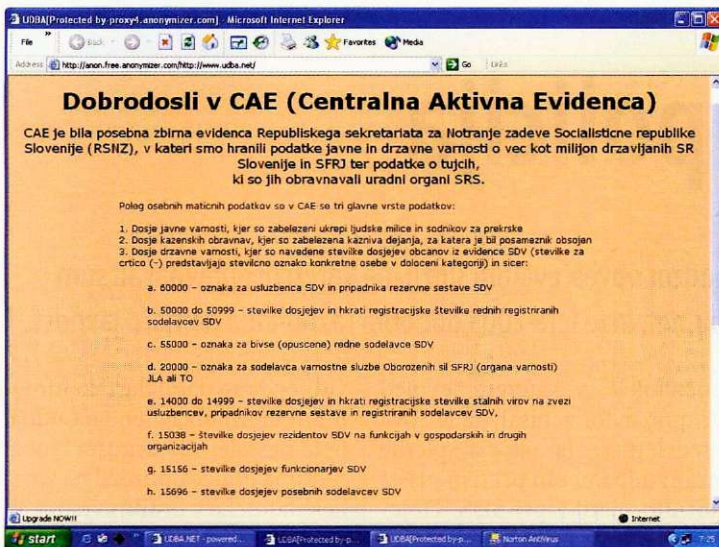 UDBA[Protected by proxy4.anonymizer.com] - Microsoft Internet Explorer
File » Back Favorites Media
Address http://anon.free.anonymizer.com/http://www.udba.net/ Go Links
Dobrodosli v CAE (Centralna Aktivna Evidenca)
CAE je bila posebna zbirna evidenca Republiskega sekretariata za Notranje zadeve Socialisticne republike
Slovenije (RSNZ), v kateri smo hranili podatke javne in drzavne varnosti o vec kot milijon drzavljanih SR
Slovenije in SFRJ ter podatke o tujcih,
ki so jih obravnavali uradni organi SRS.
Poleg osebnih maticnih podatkov so v CAE se tri glavne vrste podatkov:
1. Dosje javne varnosti, kjer so zabelezeni ukrepi ljudske milice in sodnikov za prekrske
2. Dosje kazenskih obravnav, kjer so zabelezena kazniva dejanja, za katera je bil posameznik obsojen
3. Dosje drzavne varnosti, kjer so navedene stevilke dosjejev obcanov iz evidence SDV (stevilke za
crtico (-) predstavljajo stevilcno oznako konkretne osebe v doloceni kategoriji) in sicer:
a. 60000 - oznaka za usluzbenca SDV in pripadnika rezervne sestave SDV
b. 50000 do 50999 - stevilke dosjejev in hkrati registracijske številke rednih registriranih
sodelavcev SDV
c. 55000 - oznaka za bivse (opuscene) redne sodelavce SDV
d. 20000 - oznaka za sodelavca varnostne sluzbe Oborozenih sil SFRJ (organa varnosti)
JLA ali TO
e. 14000 do 14999 - stevilke dosjejev in hkrati registracijske stevilke stalnih virov na zvezi
usluzbencev, pripadnikov rezervne sestave in registriranih sodelavcev SDV,
f. 15038 - številke dosjejev rezidentov SDV na funkcijah v gospodarskih in drugih
organizacijah
g. 15156 - stevilke dosjejev funkcionarjev SDV
h. 15696 - stevilke dosjejev posebnih sodelavcev SDV
Upgrade NOW!! Internet
start UDBA.NET - powered... UDBA[Protected by p... UDBA[Protected by p... Norton AntiVirus 7:25